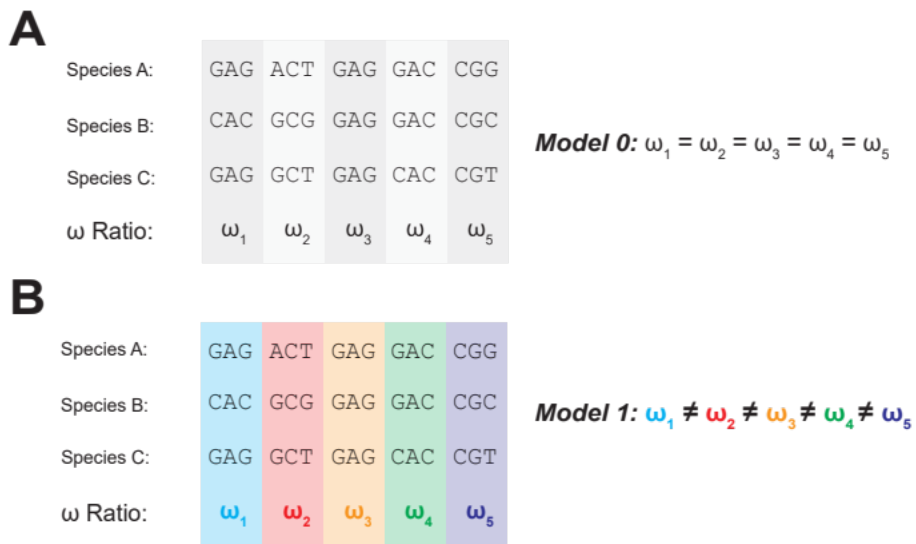 A
Species A: GAG ACT GAG GAC CGG
Species B: CAC GCG GAG GAC CGC
Model 0: ω₁ = ω₂ = ω₃ = ω₄ = ω₅
Species C: GAG GCT GAG CAC CGT
ω Ratio: ω₁ ω₂ ω₃ ω₄ ω₅
B
Species A: GAG ACT GAG GAC CGG
Species B: CAC GCG GAG GAC CGC
Model 1: ω₁ ≠ ω₂ ≠ ω₃ ≠ ω₄ ≠ ω₅
Species C: GAG GCT GAG CAC CGT
ω Ratio: ω₁ ω₂ ω₃ ω₄ ω₅